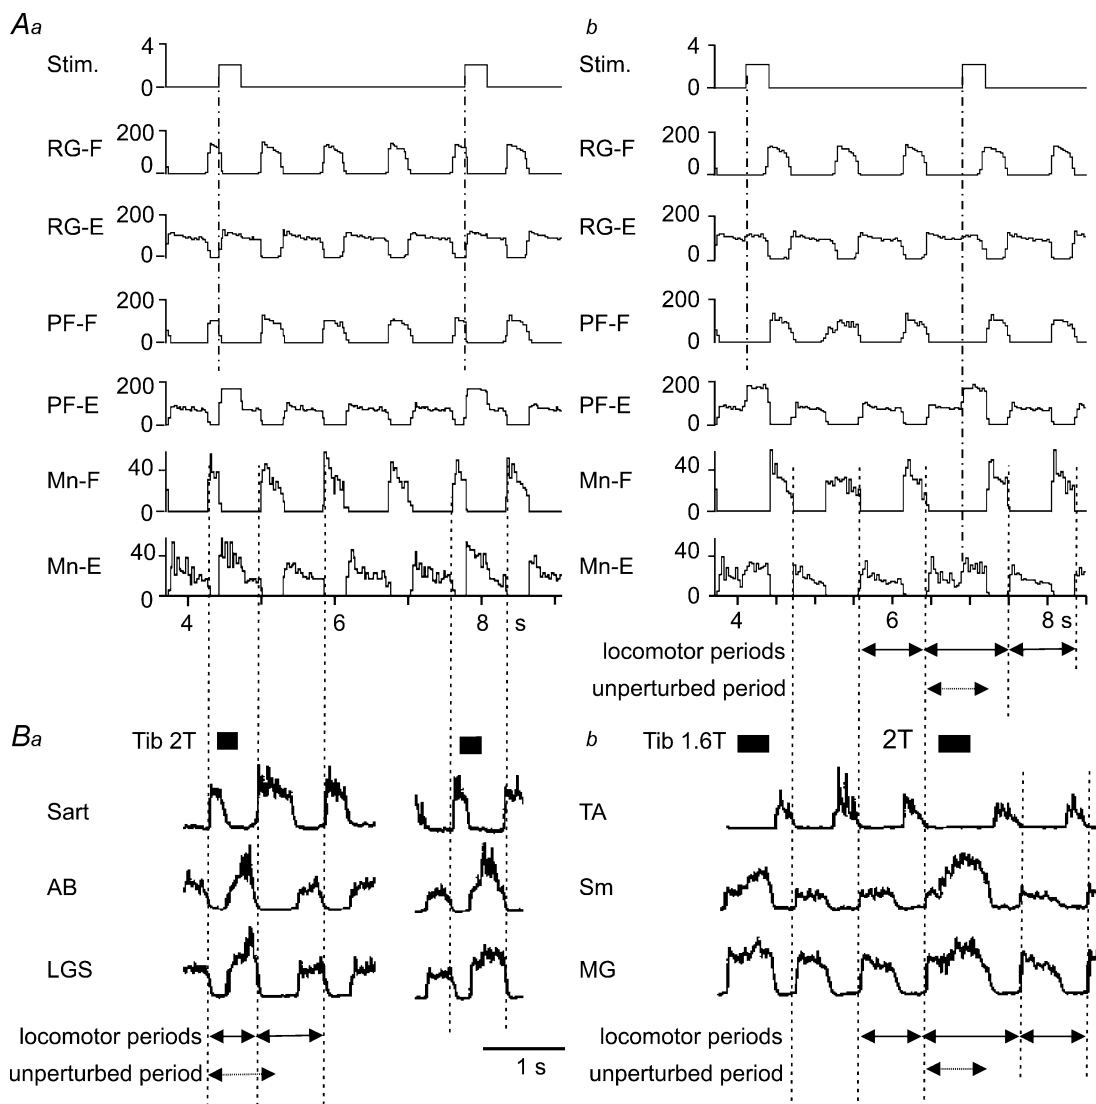 Aa
Stim.
4
0
RG-F
200
0
RG-E
200
0
PF-F
200
0
PF-E
200
0
Mn-F
40
0
Mn-E
40
0
4
6
8
s
b
Stim.
4
0
RG-F
200
0
RG-E
200
0
PF-F
200
0
PF-E
200
0
Mn-F
40
0
Mn-E
40
0
4
6
8 s
locomotor periods
unperturbed period
Ba
Tib 2T
Sart
AB
LGS
locomotor periods
unperturbed period
1 s
b
Tib 1.6T
2T
TA
Sm
MG
locomotor periods
unperturbed period